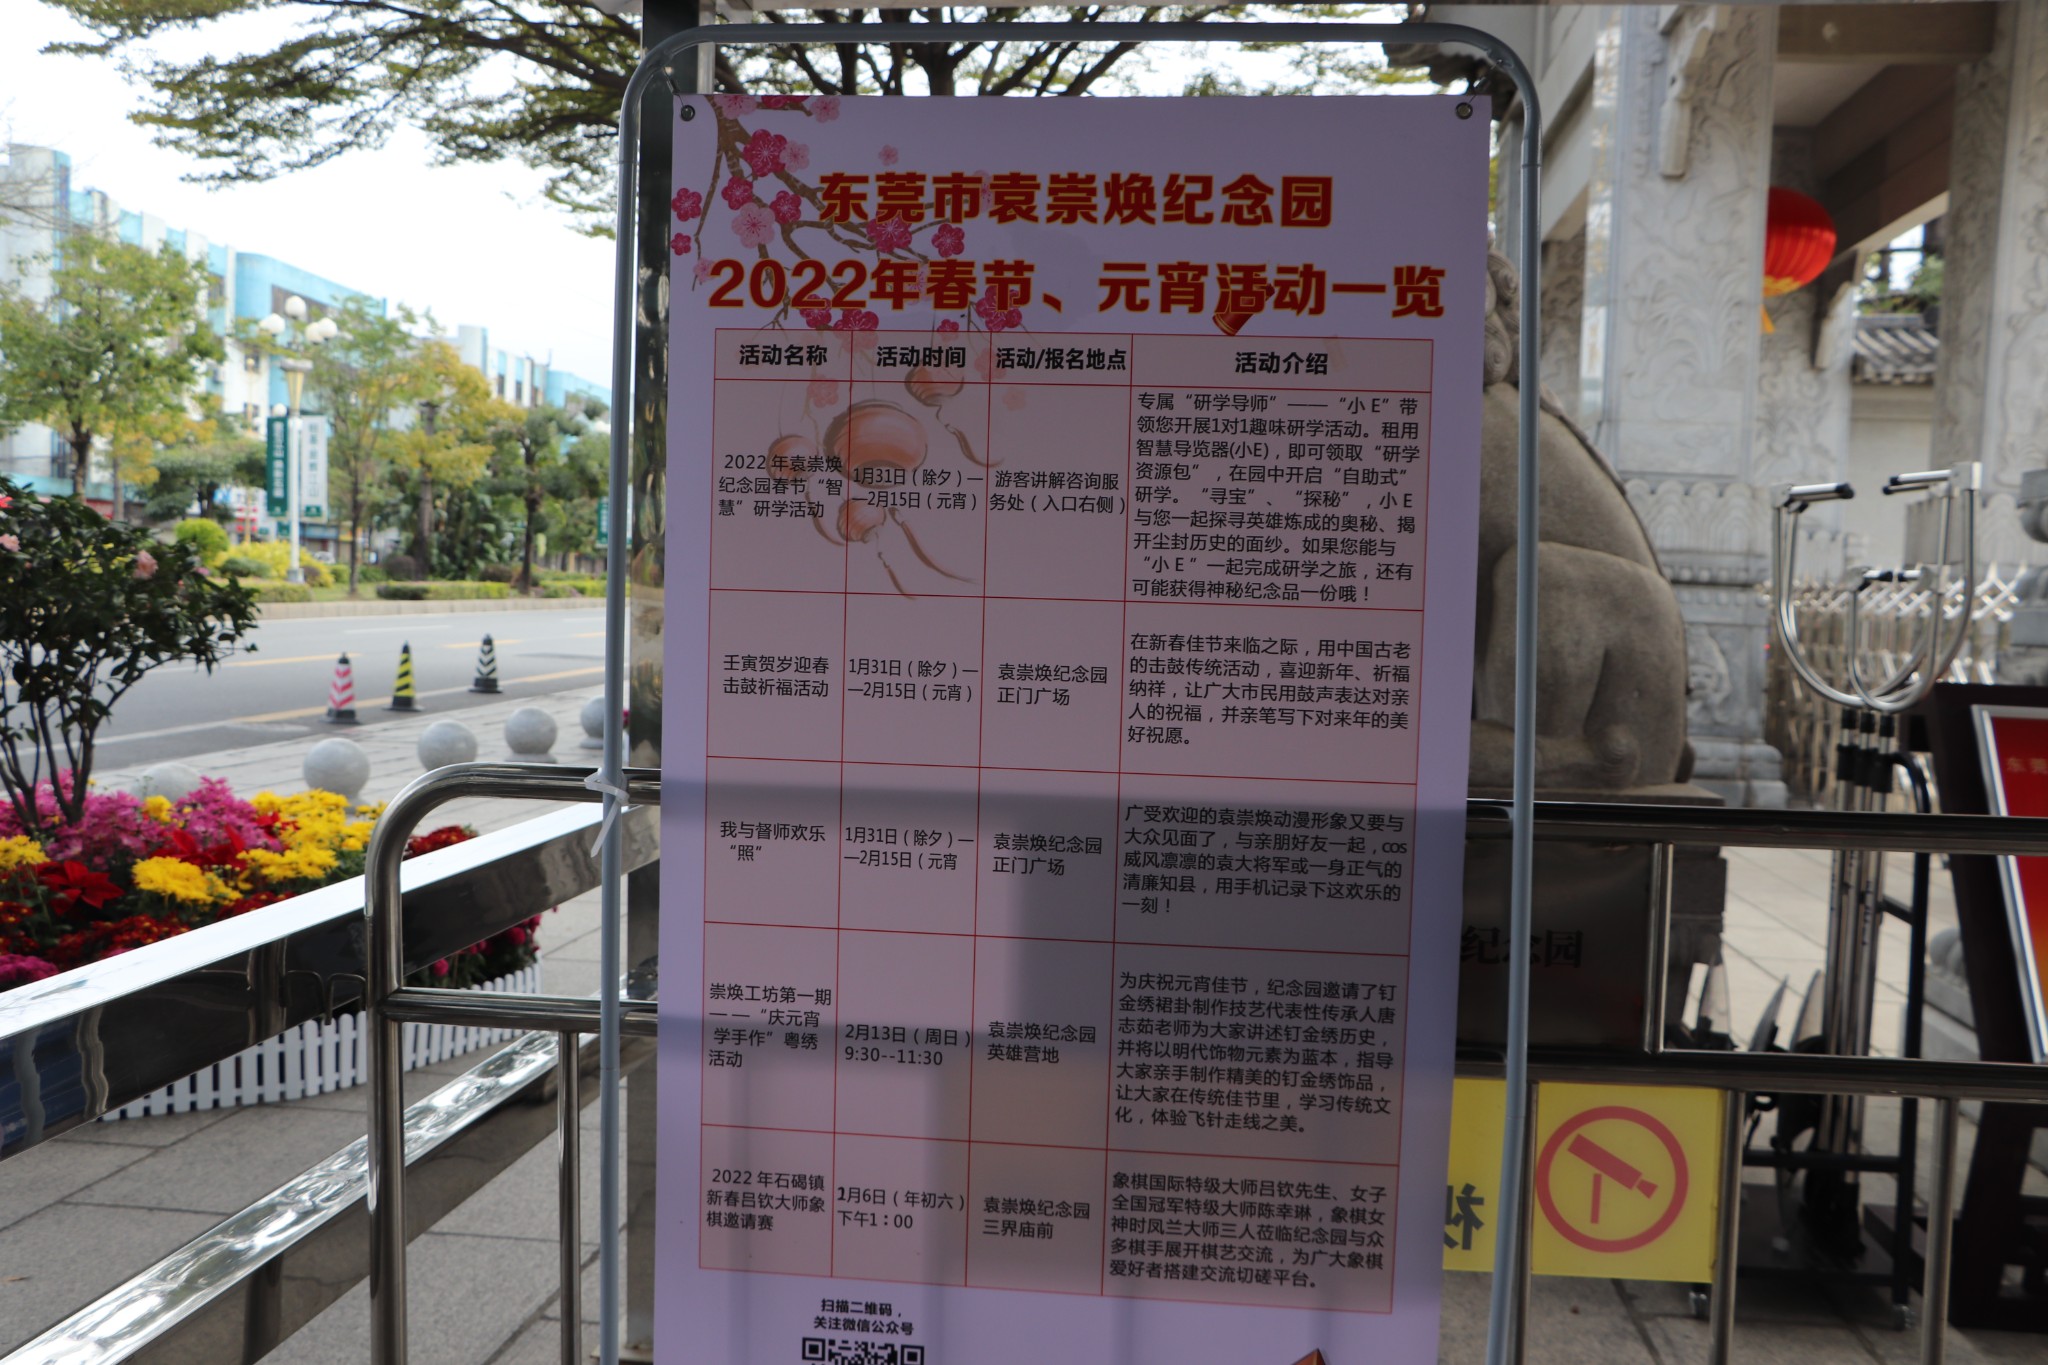 东莞市袁崇焕纪念园
2022年春节、元宵活动一览
活动名称
活动时间
活动/报名地点
活动介绍
2022年袁崇焕
纪念园春节“智
慧”研学活动
1月31日（除夕）—
—2月15日（元宵）
游客讲解咨询服
务处（入口右侧）
专属“研学导师”——“小E”带
领您开展1对1趣味研学活动。租用
智慧导览器(小E)，即可领取“研学
资源包”，在园中开启“自助式”
研学。“寻宝”、“探秘”，小E
与您一起探寻英雄炼成的奥秘、揭
开尘封历史的面纱。如果您能与
“小E”一起完成研学之旅，还有
可能获得神秘纪念品一份哦！
壬寅贺岁迎春
击鼓祈福活动
1月31日（除夕）—
—2月15日（元宵）
袁崇焕纪念园
正门广场
在新春佳节来临之际，用中国古老
的击鼓传统活动，喜迎新年、祈福
纳祥，让广大市民用鼓声表达对亲
人的祝福，并亲笔写下对来年的美
好祝愿。
我与督师欢乐
“照”
1月31日（除夕）—
—2月15日（元宵
袁崇焕纪念园
正门广场
广受欢迎的袁崇焕动漫形象又要与
大众见面了，与亲朋好友一起，cos
威风凛凛的袁大将军或一身正气的
清廉知县，用手机记录下这欢乐的
一刻！
崇焕工坊第一期
——“庆元宵
学手作”粤绣
活动
2月13日（周日）
9:30--11:30
袁崇焕纪念园
英雄营地
为庆祝元宵佳节，纪念园邀请了钉
金绣裙卦制作技艺代表性传承人唐
志茹老师为大家讲述钉金绣历史，
并将以明代饰物元素为蓝本，指导
大家亲手制作精美的钉金绣饰品，
让大家在传统佳节里，学习传统文
化，体验飞针走线之美。
2022年石碣镇
新春吕钦大师象
棋邀请赛
月6日（年初六）
下午1：00
袁崇焕纪念园
三界庙前
象棋国际特级大师吕钦先生、女子
全国冠军特级大师陈幸琳，象棋女
神时凤兰大师三人莅临纪念园与众
多棋手展开棋艺交流，为广大象棋
爱好者搭建交流切磋平台。
扫描二维码，
关注微信公众号
纪念园